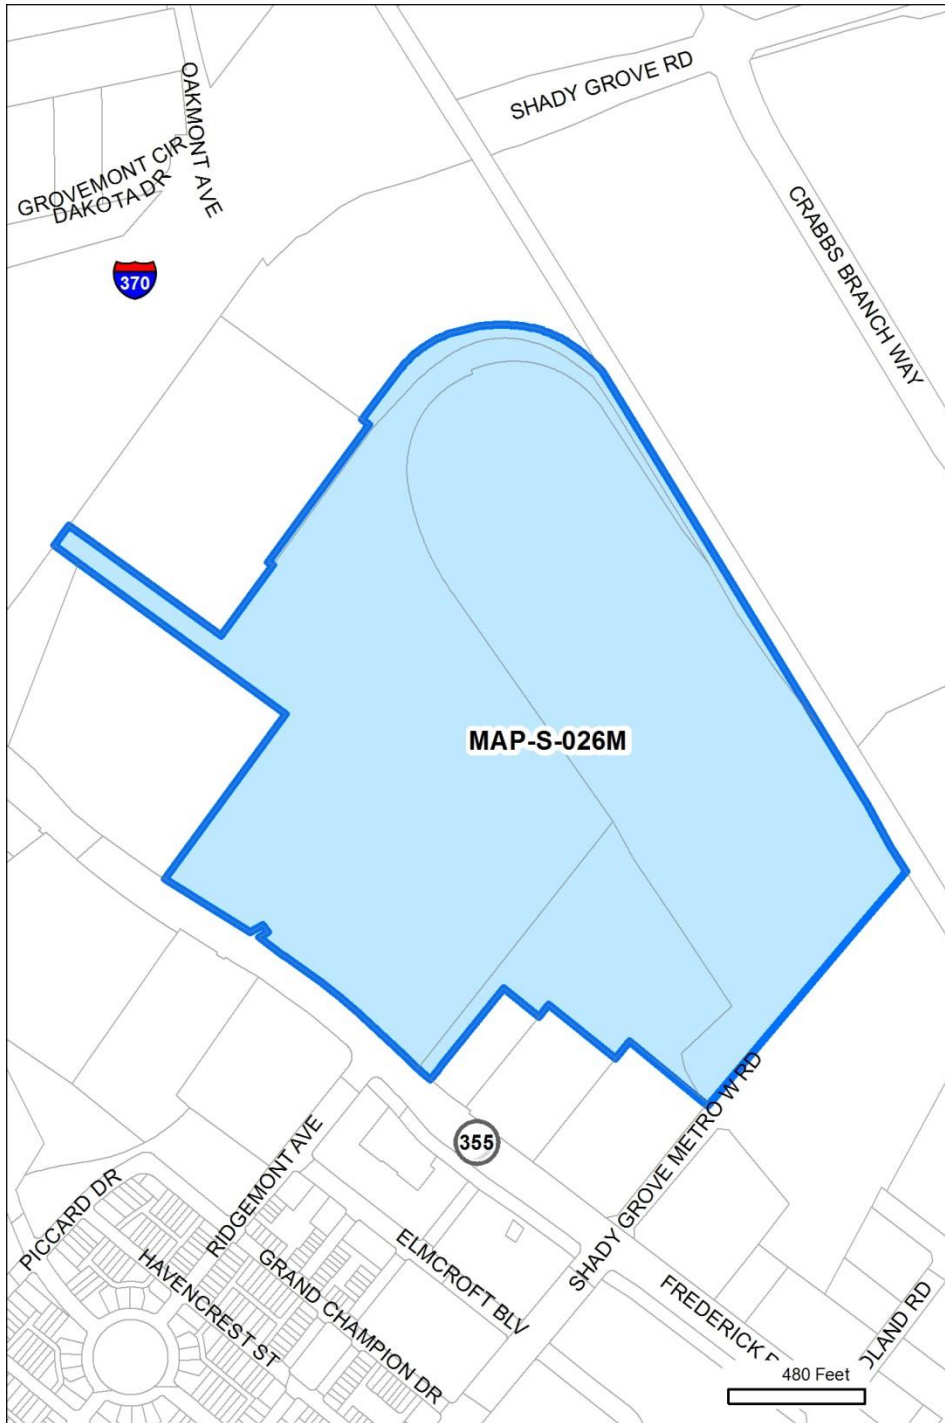 SHADY GROVE RD
OAKMONT AVE
GROVEMONT CIR
DAKOTA DR
CRABBS BRANCH WAY
370
MAP-S-026M
355
SHADY GROVE METRO W RD
RIDGEMONT AVE
PICCARD DR
ELMCROFT BLV
HAVENCREST ST
GRAND CHAMPION DR
FREDERICK
480 Feet